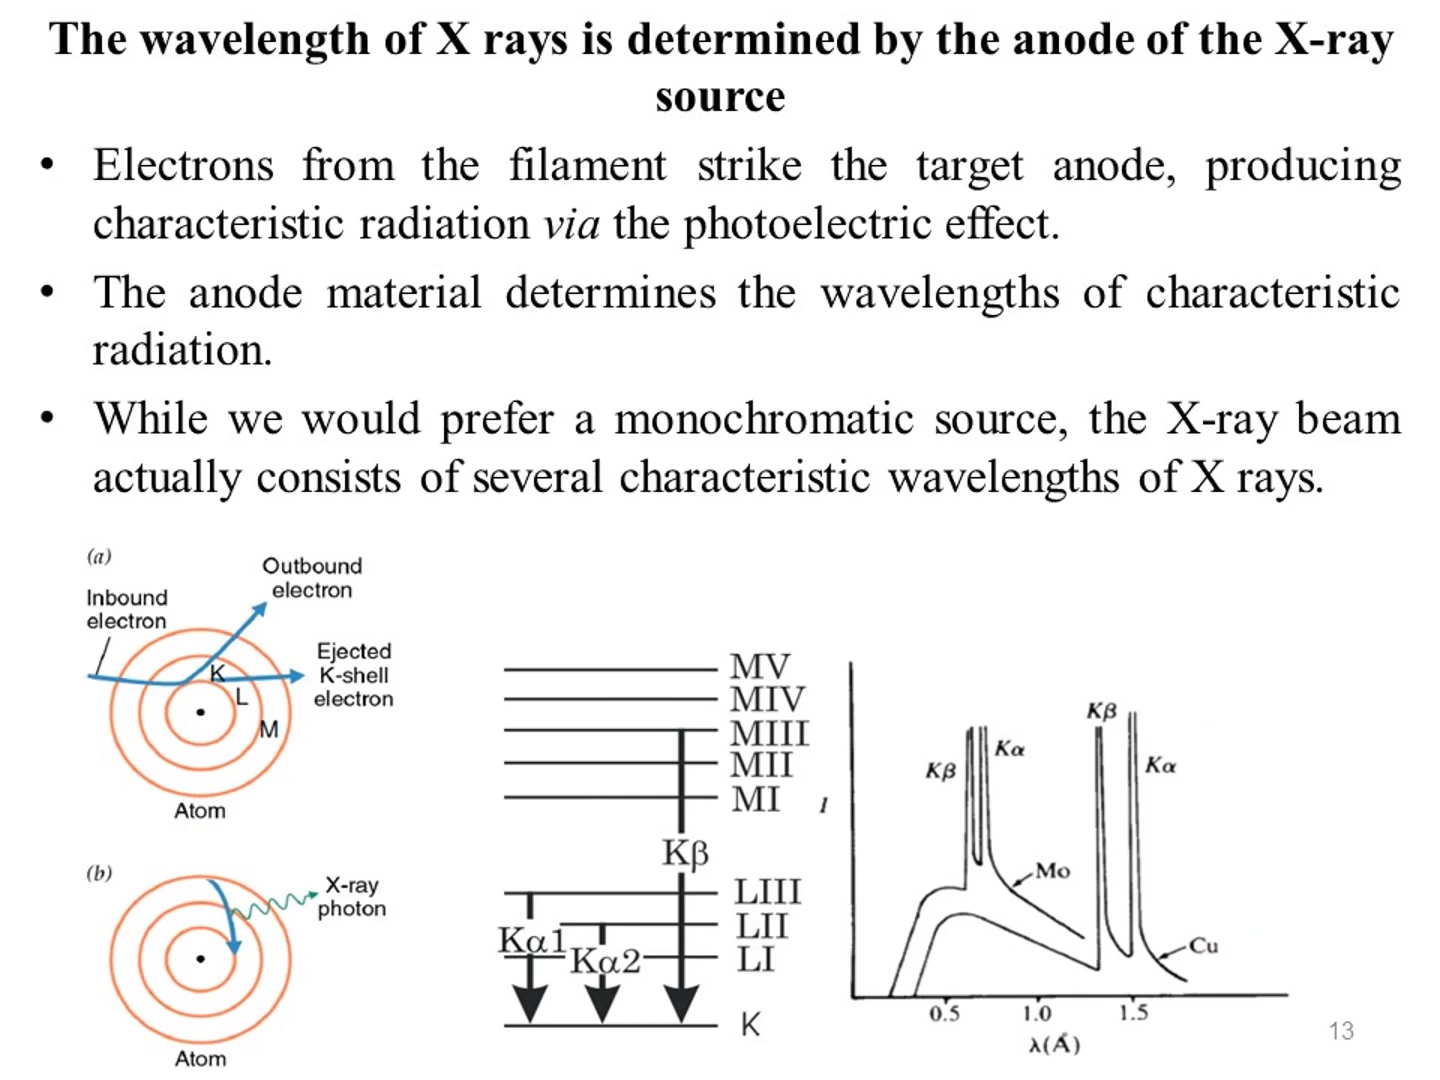 The wavelength of X rays is determined by the anode of the X-ray
source
• Electrons from the filament strike the target anode, producing
characteristic radiation via the photoelectric effect.
• The anode material determines the wavelengths of characteristic
radiation.
• While we would prefer a monochromatic source, the X-ray beam
actually consists of several characteristic wavelengths of X rays.
(a)
Outbound
electron
Inbound
electron
Ejected
K-shell
electron
K
L
M
Atom
(b)
X-ray
photon
Atom
MV
MIV
MIII
MII
MI
Kβ
LIII
LII
LI
Kα1
Kα2
K
I
Kβ
Kα
Mo
Kβ
Kα
Cu
0.5
1.0
1.5
λ(Å)
13